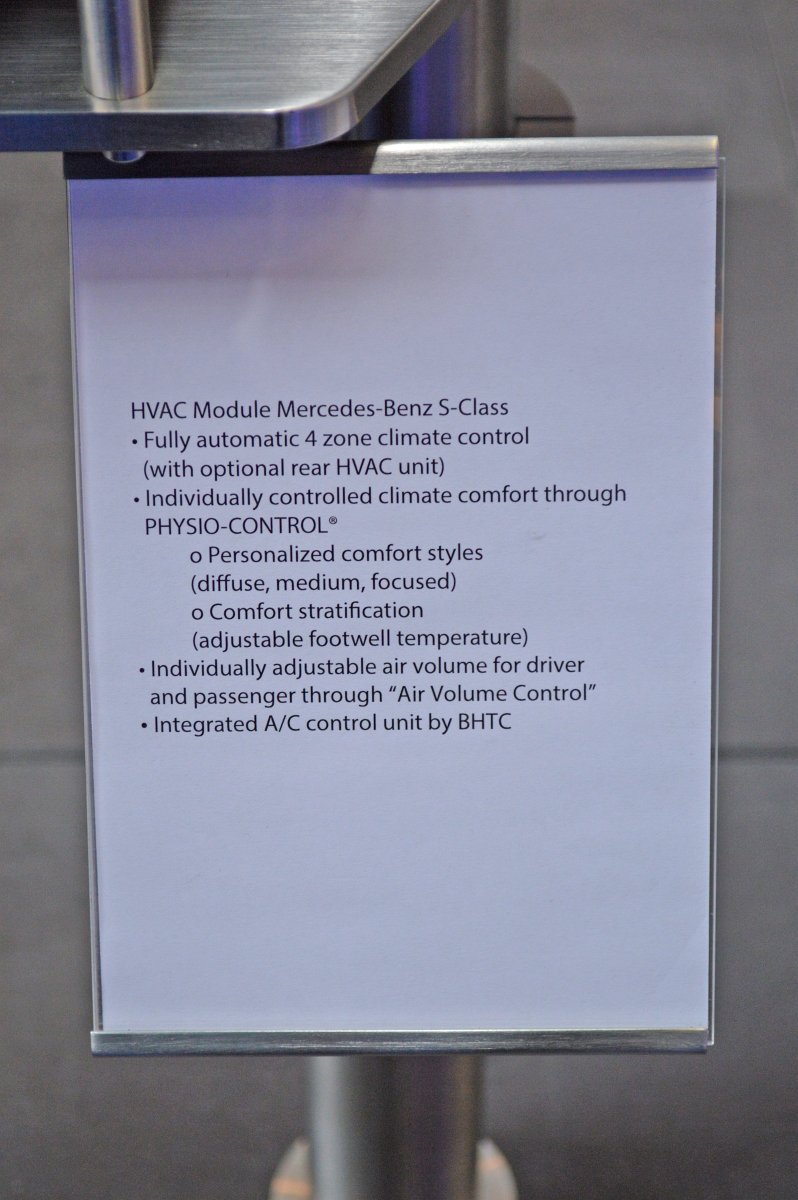 HVAC Module Mercedes-Benz S-Class
• Fully automatic 4 zone climate control
(with optional rear HVAC unit)
• Individually controlled climate comfort through
PHYSIO-CONTROL®
o Personalized comfort styles
(diffuse, medium, focused)
o Comfort stratification
(adjustable footwell temperature)
• Individually adjustable air volume for driver
and passenger through “Air Volume Control”
• Integrated A/C control unit by BHTC